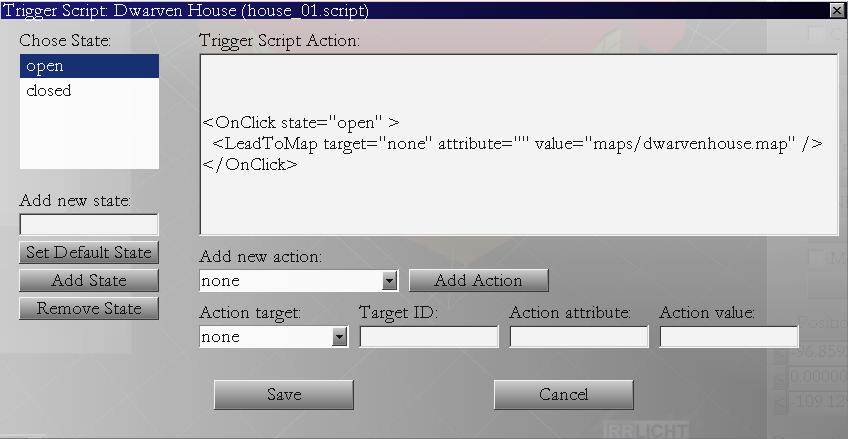 Trigger Script: Dwarven House (house_01.script)
Chose State:
open
closed
Add new state:
Set Default State
Add State
Remove State
Trigger Script Action:
<OnClick state="open" >
<LeadToMap target="none" attribute="" value="maps/dwarvenhouse.map" />
</OnClick>
Add new action:
none
Add Action
Action target:
none
Target ID:
Action attribute:
Action value:
Save
Cancel
Positio
-96.859
0.00000
-109.129
IRRLICHT